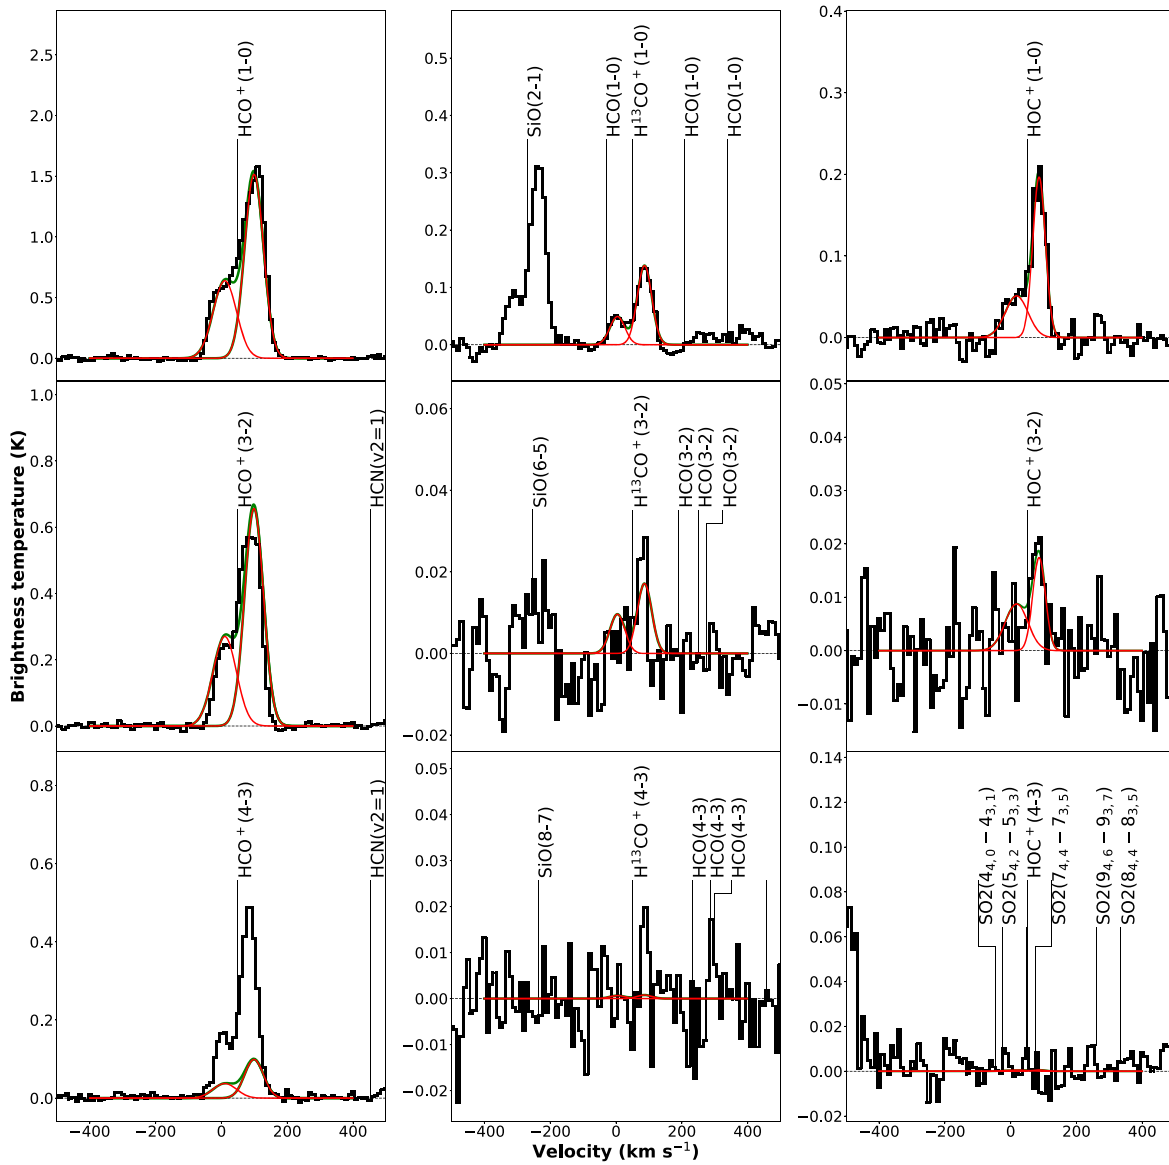 2.5
2.0
1.5
1.0
0.5
0.0
HCO⁺(1-0)
0.5
0.4
0.3
0.2
0.1
0.0
SiO(2-1)
HCO(1-0)
H¹³CO⁺(1-0)
HCO(1-0)
HCO(1-0)
0.4
0.3
0.2
0.1
0.0
HOC⁺(1-0)
Brightness temperature (K)
1.0
0.8
0.6
0.4
0.2
0.0
HCO⁺(3-2)
HCN(v2=1)
0.06
0.04
0.02
0.00
−0.02
SiO(6-5)
H¹³CO⁺(3-2)
HCO(3-2)
HCO(3-2)
HCO(3-2)
0.05
0.04
0.03
0.02
0.01
0.00
−0.01
HOC⁺(3-2)
0.8
0.6
0.4
0.2
0.0
HCO⁺(4-3)
HCN(v2=1)
−400 −200 0 200 400
0.05
0.04
0.03
0.02
0.01
0.00
−0.01
−0.02
SiO(8-7)
H¹³CO⁺(4-3)
HCO(4-3)
HCO(4-3)
HCO(4-3)
−400 −200 0 200 400
0.14
0.12
0.10
0.08
0.06
0.04
0.02
0.00
−0.02
SO2(4₄,₀ − 4₃,₁)
SO2(5₄,₂ − 5₃,₃)
HOC⁺(4-3)
SO2(7₄,₄ − 7₃,₅)
SO2(9₄,₆ − 9₃,₇)
SO2(8₄,₄ − 8₃,₅)
−400 −200 0 200 400
Velocity (km s⁻¹)